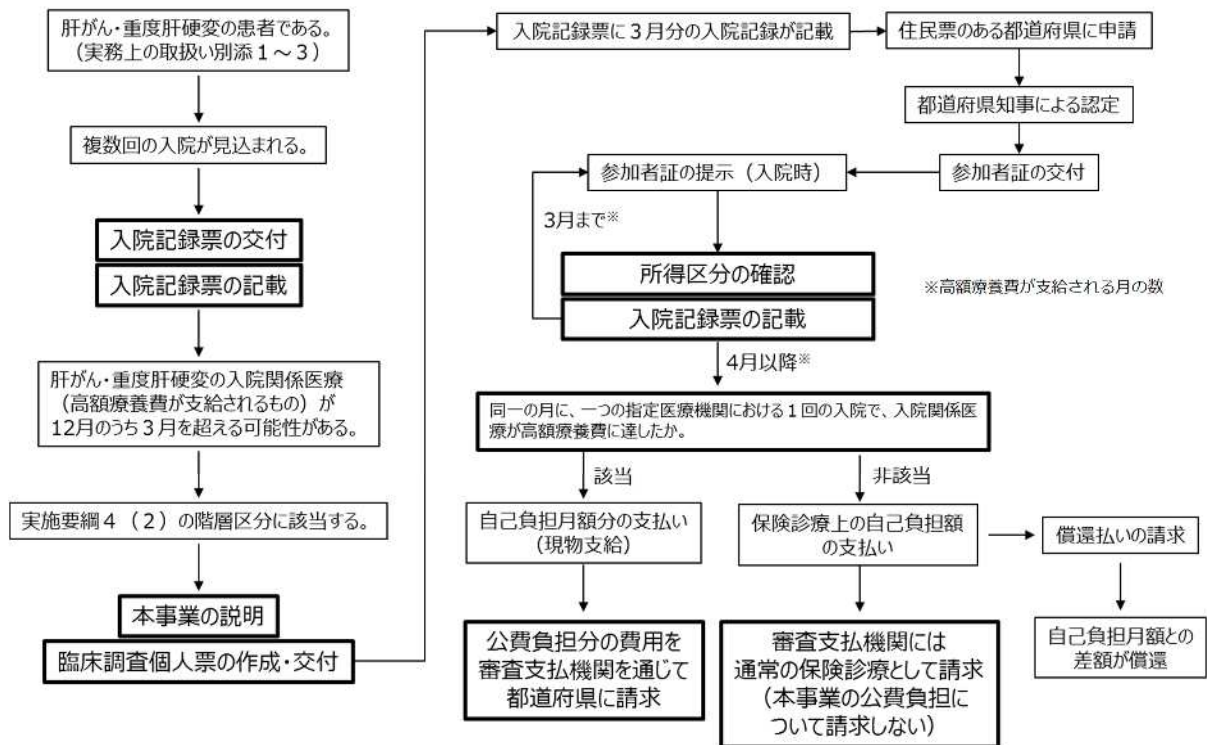 肝がん・重度肝硬変の患者である。
（実務上の取扱い別添１～３）
複数回の入院が見込まれる。
入院記録票の交付
入院記録票の記載
肝がん・重度肝硬変の入院関係医療
（高額療養費が支給されるもの）が
12月のうち３月を超える可能性がある。
実施要綱４（２）の階層区分に該当する。
本事業の説明
臨床調査個人票の作成・交付
入院記録票に３月分の入院記録が記載
住民票のある都道府県に申請
都道府県知事による認定
参加者証の交付
参加者証の提示（入院時）
3月まで※
所得区分の確認
入院記録票の記載
※高額療養費が支給される月の数
4月以降※
同一の月に、一つの指定医療機関における１回の入院で、入院関係医
療が高額療養費に達したか。
該当
非該当
自己負担月額分の支払い
（現物支給）
保険診療上の自己負担額
の支払い
償還払いの請求
公費負担分の費用を
審査支払機関を通じて
都道府県に請求
審査支払機関には
通常の保険診療として請求
（本事業の公費負担に
ついて請求しない）
自己負担月額との
差額が償還